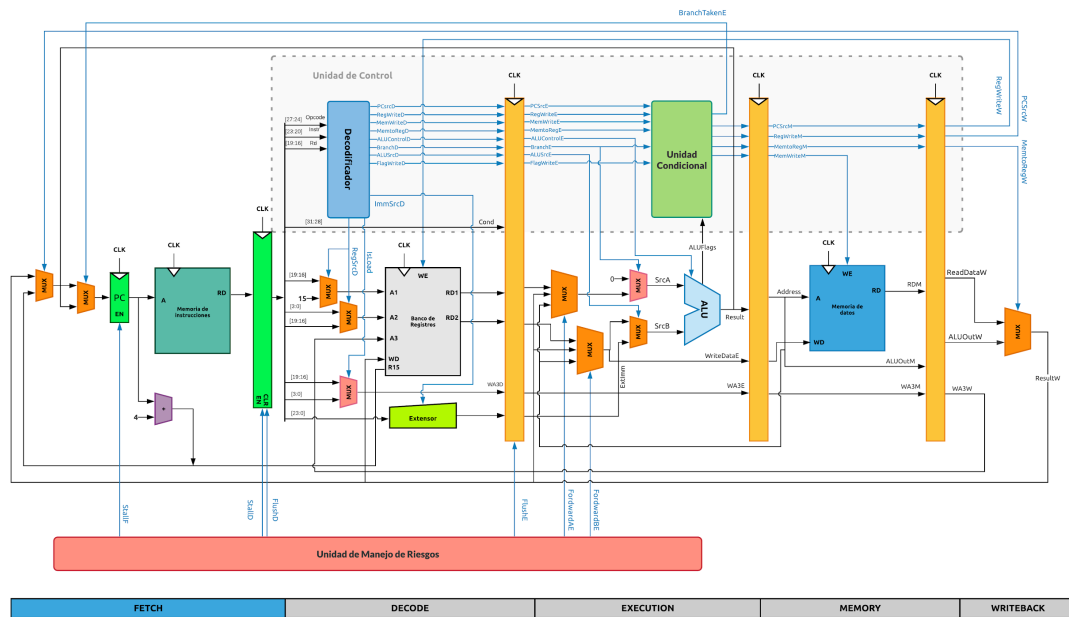 BranchTakenE
Unidad de Control
CLK
CLK
CLK
RegWriteW
PCSrcW
MemtoRegW
[27:24] Opcode
[23:20] Instr
[19:16] Rd
Decodificador
PCsrcD
RegWriteD
MemWriteD
MemtoRegD
ALUControlD
BranchD
ALUSrcD
FlagWriteD
PCSrcE
RegWriteE
MemWriteE
MemtoRegE
ALUControlE
BranchE
ALUSrcE
FlagWriteE
Unidad
Condicional
PCSrcM
RegWriteM
MemtoRegM
MemWriteM
ImmSrcD
[31:28]
Cond
CLK
CLK
CLK
CLK
CLK
RegSrcD
IsLoad
ALUFlags
MUX
MUX
PC
EN
A
RD
Memoria de
Instrucciones
[19:16]
15
MUX
[3:0]
[19:16]
MUX
A1
A2
A3
WD
R15
WE
RD1
RD2
Banco de
Registros
MUX
MUX
0
MUX
SrcA
MUX
SrcB
ALU
Result
Address
A
WE
RD
Memoria de
datos
WD
RDM
ReadDataW
ALUOutW
MUX
ResultW
WriteDataE
ALUOutM
ExtImm
[19:16]
[3:0]
MUX
WA3D
WA3E
WA3M
WA3W
EN
CLR
[23:0]
Extensor
+
4
StallF
StallD
FlushD
FlushE
FordwardAE
FordwardBE
Unidad de Manejo de Riesgos
FETCH
DECODE
EXECUTION
MEMORY
WRITEBACK